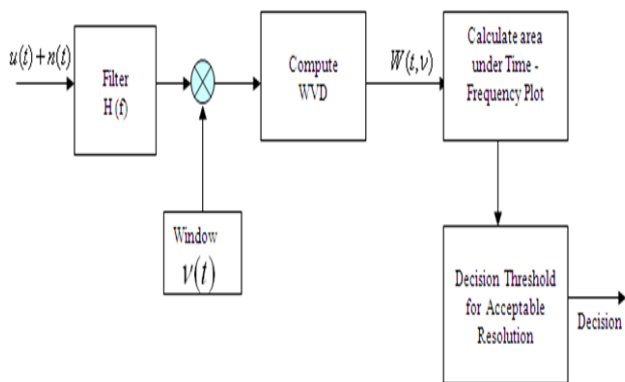 u(t)+n(t)
Filter
H(f)
Window
v(t)
Compute
WVD
W(t,ν)
Calculate area
under Time -
Frequency Plot
Decision Threshold
for Acceptable
Resolution
Decision